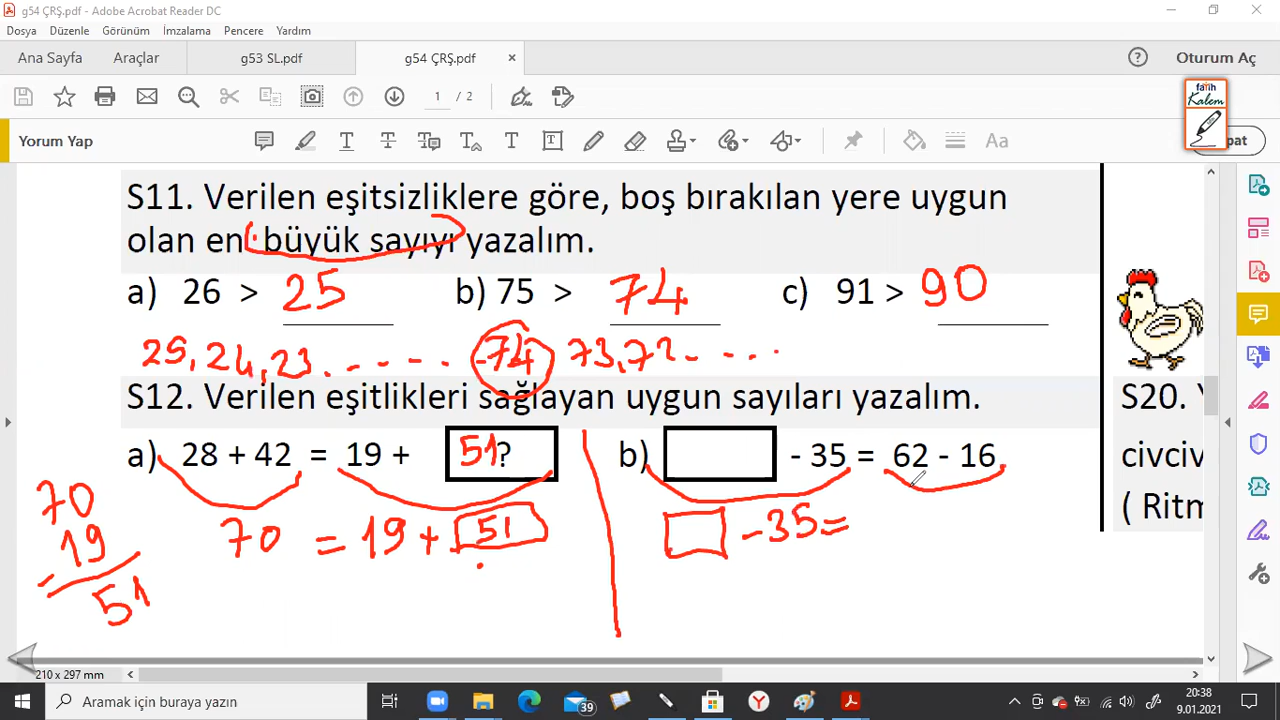 g54 ÇRŞ.pdf - Adobe Acrobat Reader DC
Dosya Düzenle Görünüm İmzalama Pencere Yardım
Ana Sayfa Araçlar g53 SL.pdf g54 ÇRŞ.pdf × ? Oturum Aç
1 / 2
fatih
Kalem
Yorum Yap pat
S11. Verilen eşitsizliklere göre, boş bırakılan yere uygun
olan en büyük sayıyı yazalım.
a) 26 > 25 b) 75 > 74 c) 91 > 90
25, 24, 23 . - - - - - 74 73, 72 - - - -
S12. Verilen eşitlikleri sağlayan uygun sayıları yazalım. S20. Y
a) 28 + 42 = 19 + 51? b) - 35 = 62 - 16 civciv
70 ( Ritm
19
- 51
70 = 19 + 51 - 35 =
210 x 297 mm
Aramak için buraya yazın 39 20:38
9.01.2021